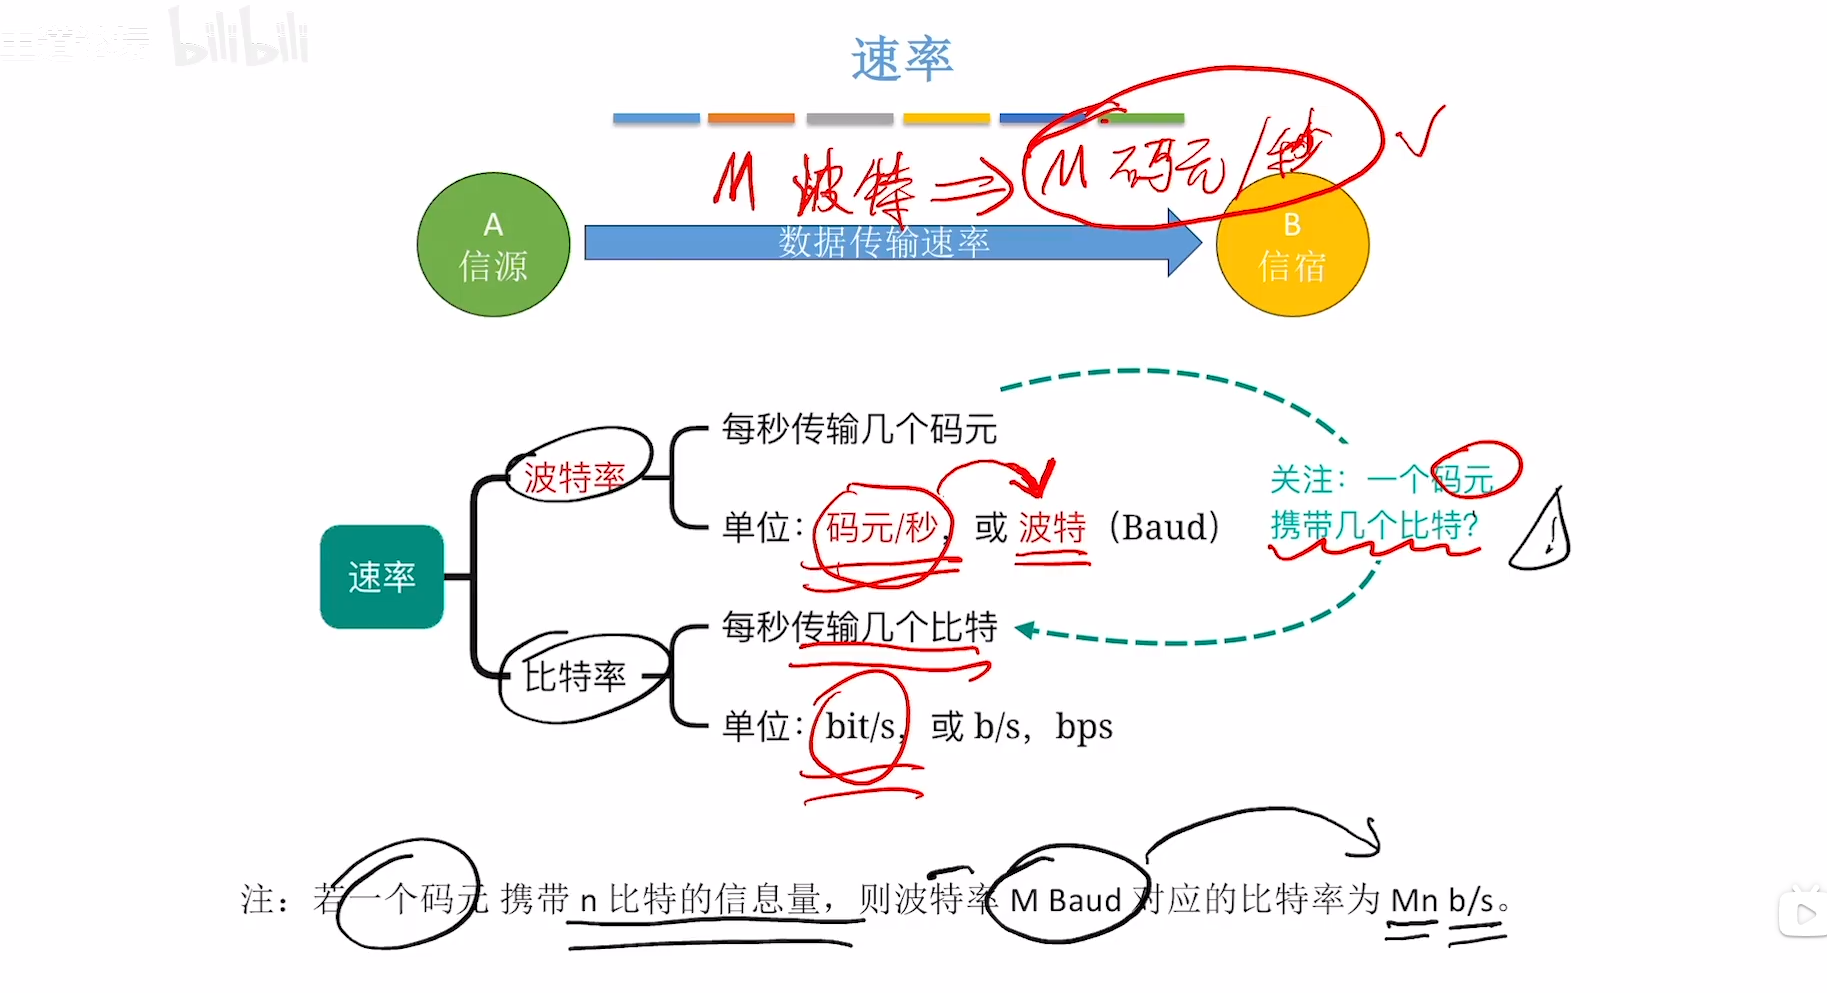 bilibili
速率
M 波特 ⇒ M 码元/秒 ✓
A
信源
数据传输速率
B
信宿
速率
波特率
每秒传输几个码元
单位：码元/秒，或 波特（Baud）
比特率
每秒传输几个比特
单位：bit/s，或 b/s，bps
关注：一个码元
携带几个比特？
注：若一个码元 携带 n 比特的信息量，则波特率 M Baud 对应的比特率为 Mn b/s。